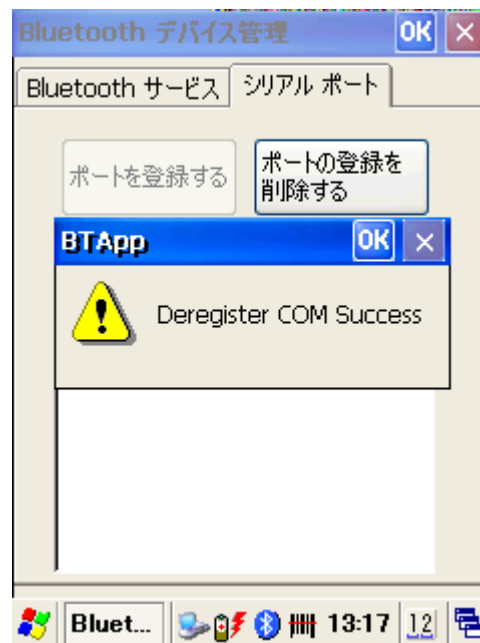 Bluetooth デバイス管理 OK
Bluetooth サービス シリアル ポート
ポートを登録する
ポートの登録を
削除する
BTApp OK
Deregister COM Success
Bluet... 13:17 12